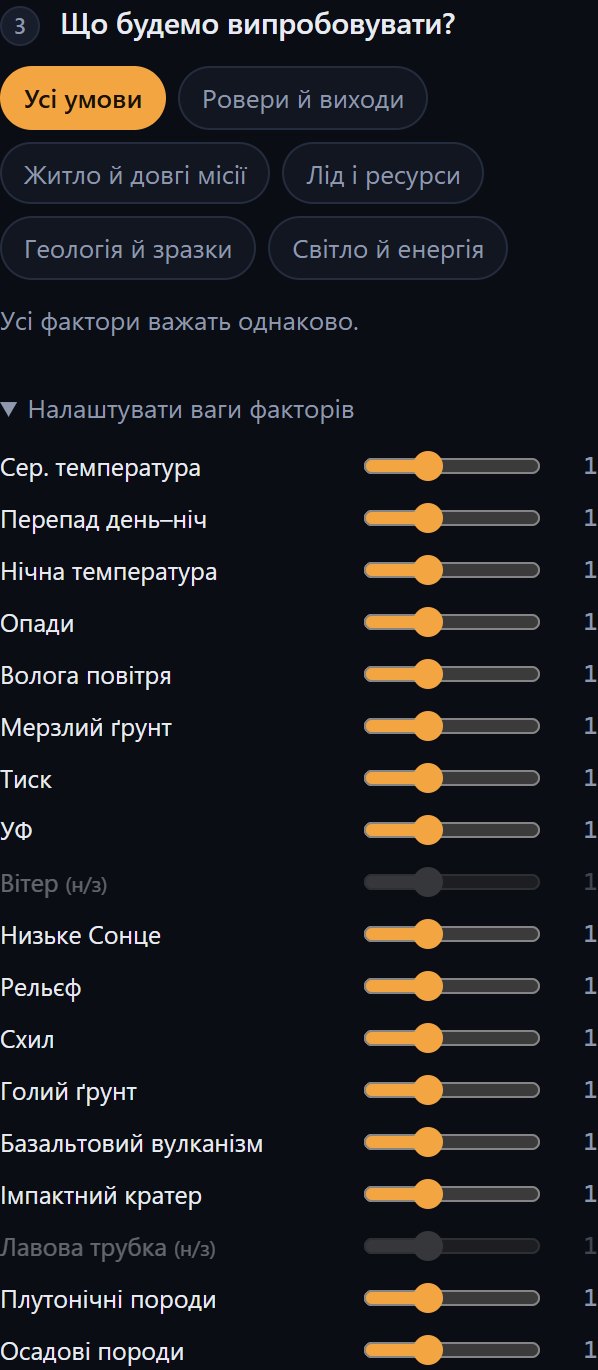 3 Що будемо випробовувати?
Усі умови Ровери й виходи
Житло й довгі місії Лід і ресурси
Геологія й зразки Світло й енергія
Усі фактори важать однаково.
▼ Налаштувати ваги факторів
Сер. температура 1
Перепад день–ніч 1
Нічна температура 1
Опади 1
Волога повітря 1
Мерзлий ґрунт 1
Тиск 1
УФ 1
Вітер (н/з) 1
Низьке Сонце 1
Рельєф 1
Схил 1
Голий ґрунт 1
Базальтовий вулканізм 1
Імпактний кратер 1
Лавова трубка (н/з) 1
Плутонічні породи 1
Осадові породи 1